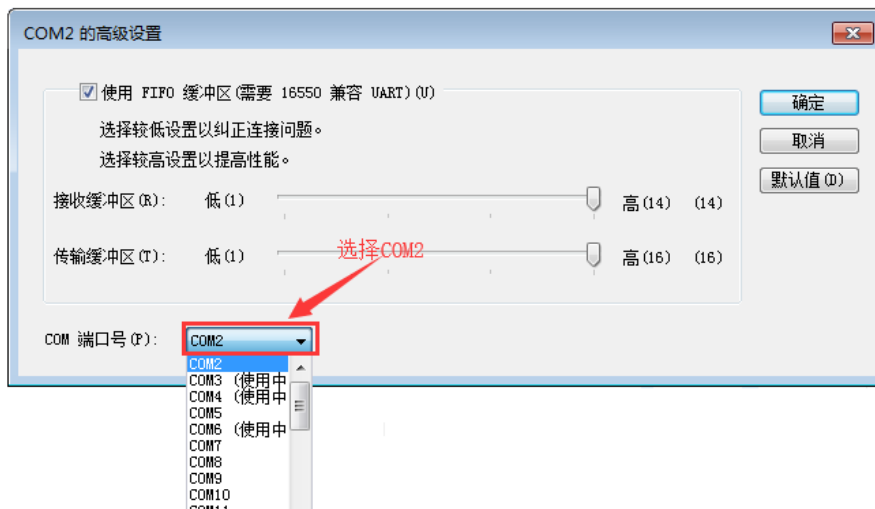 COM2 的高级设置
使用 FIFO 缓冲区(需要 16550 兼容 UART)(U)
确定
选择较低设置以纠正连接问题。
取消
选择较高设置以提高性能。
默认值(D)
接收缓冲区(R): 低(1) 高(14) (14)
选择COM2
传输缓冲区(T): 低(1) 高(16) (16)
COM 端口号(P): COM2
COM2
COM3 (使用中
COM4 (使用中
COM5
COM6 (使用中
COM7
COM8
COM9
COM10